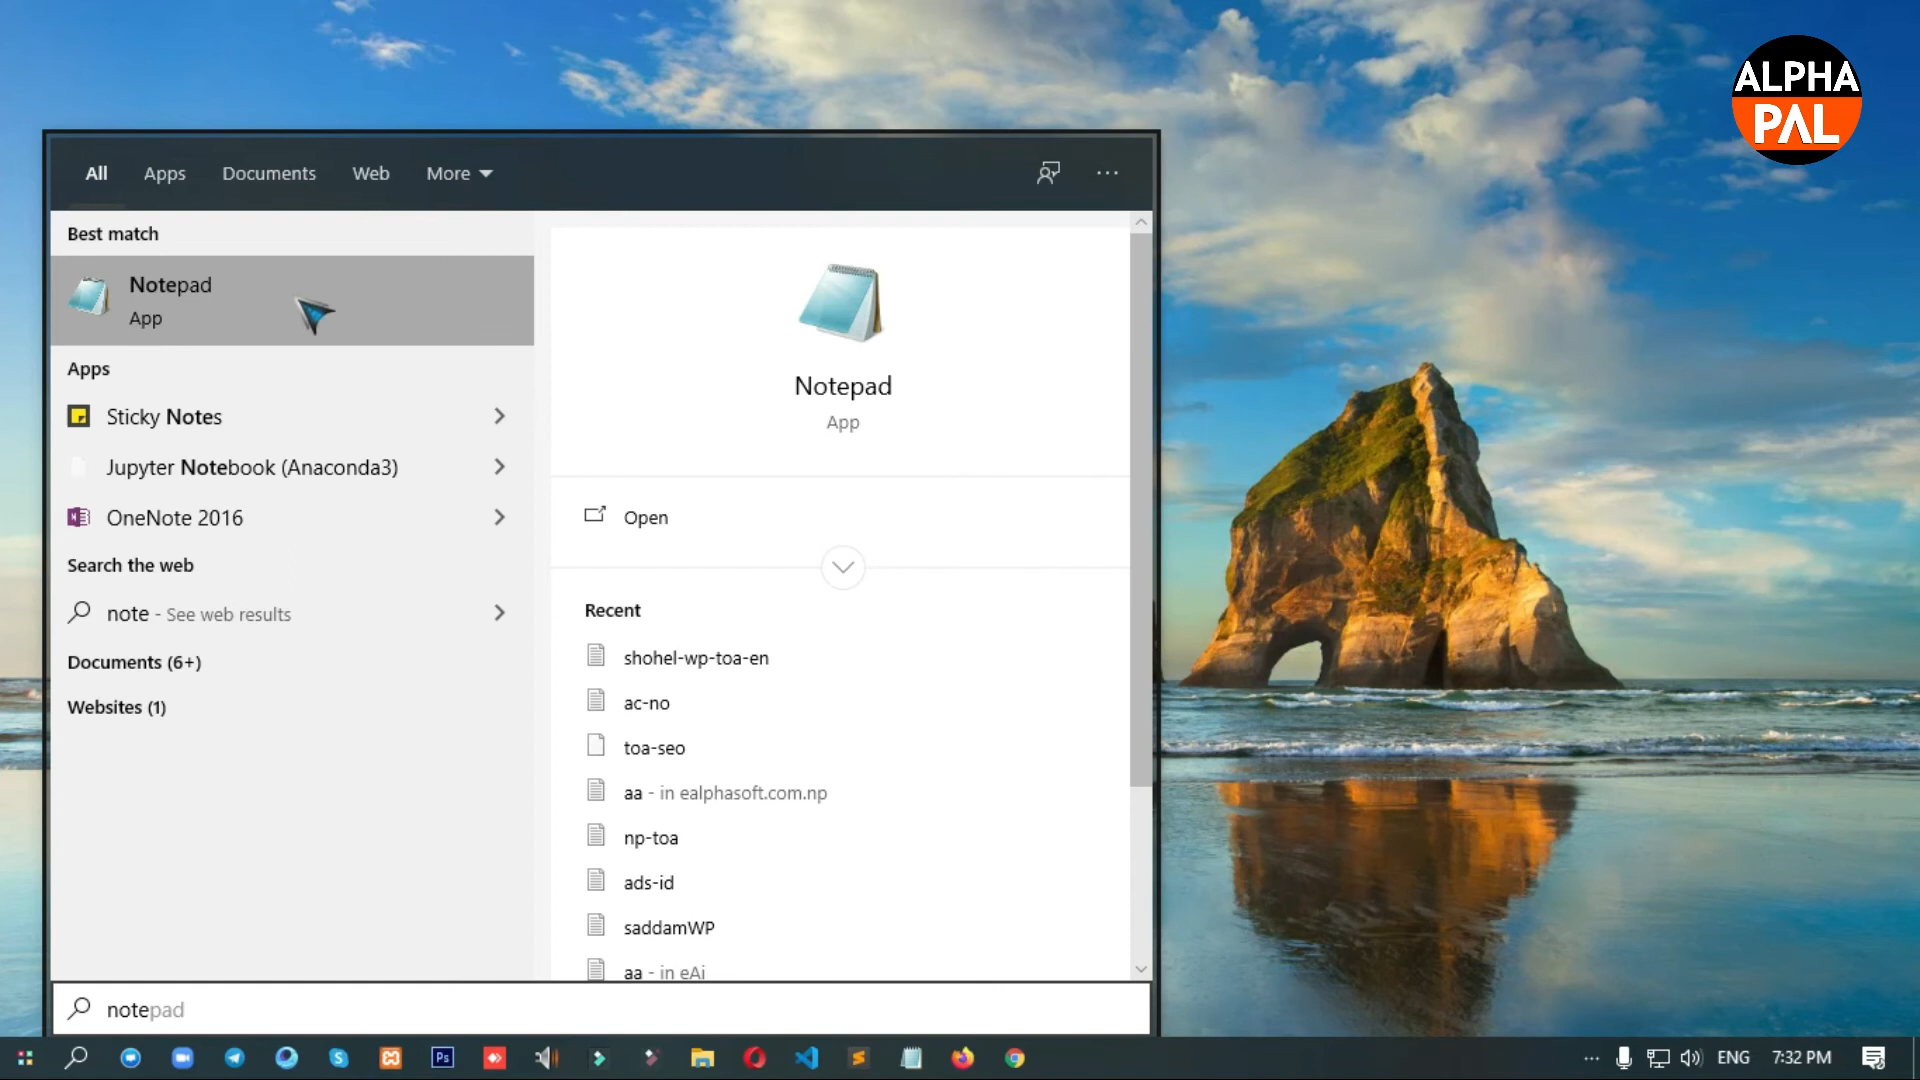 ALPHA
PAL
All Apps Documents Web More
Best match
Notepad
App
Apps
Sticky Notes
Jupyter Notebook (Anaconda3)
OneNote 2016
Search the web
note - See web results
Documents (6+)
Websites (1)
Notepad
App
Open
Recent
shohel-wp-toa-en
ac-no
toa-seo
aa - in ealphasoft.com.np
np-toa
ads-id
saddamWP
aa - in eAi
notepad
Ps
ENG 7:32 PM